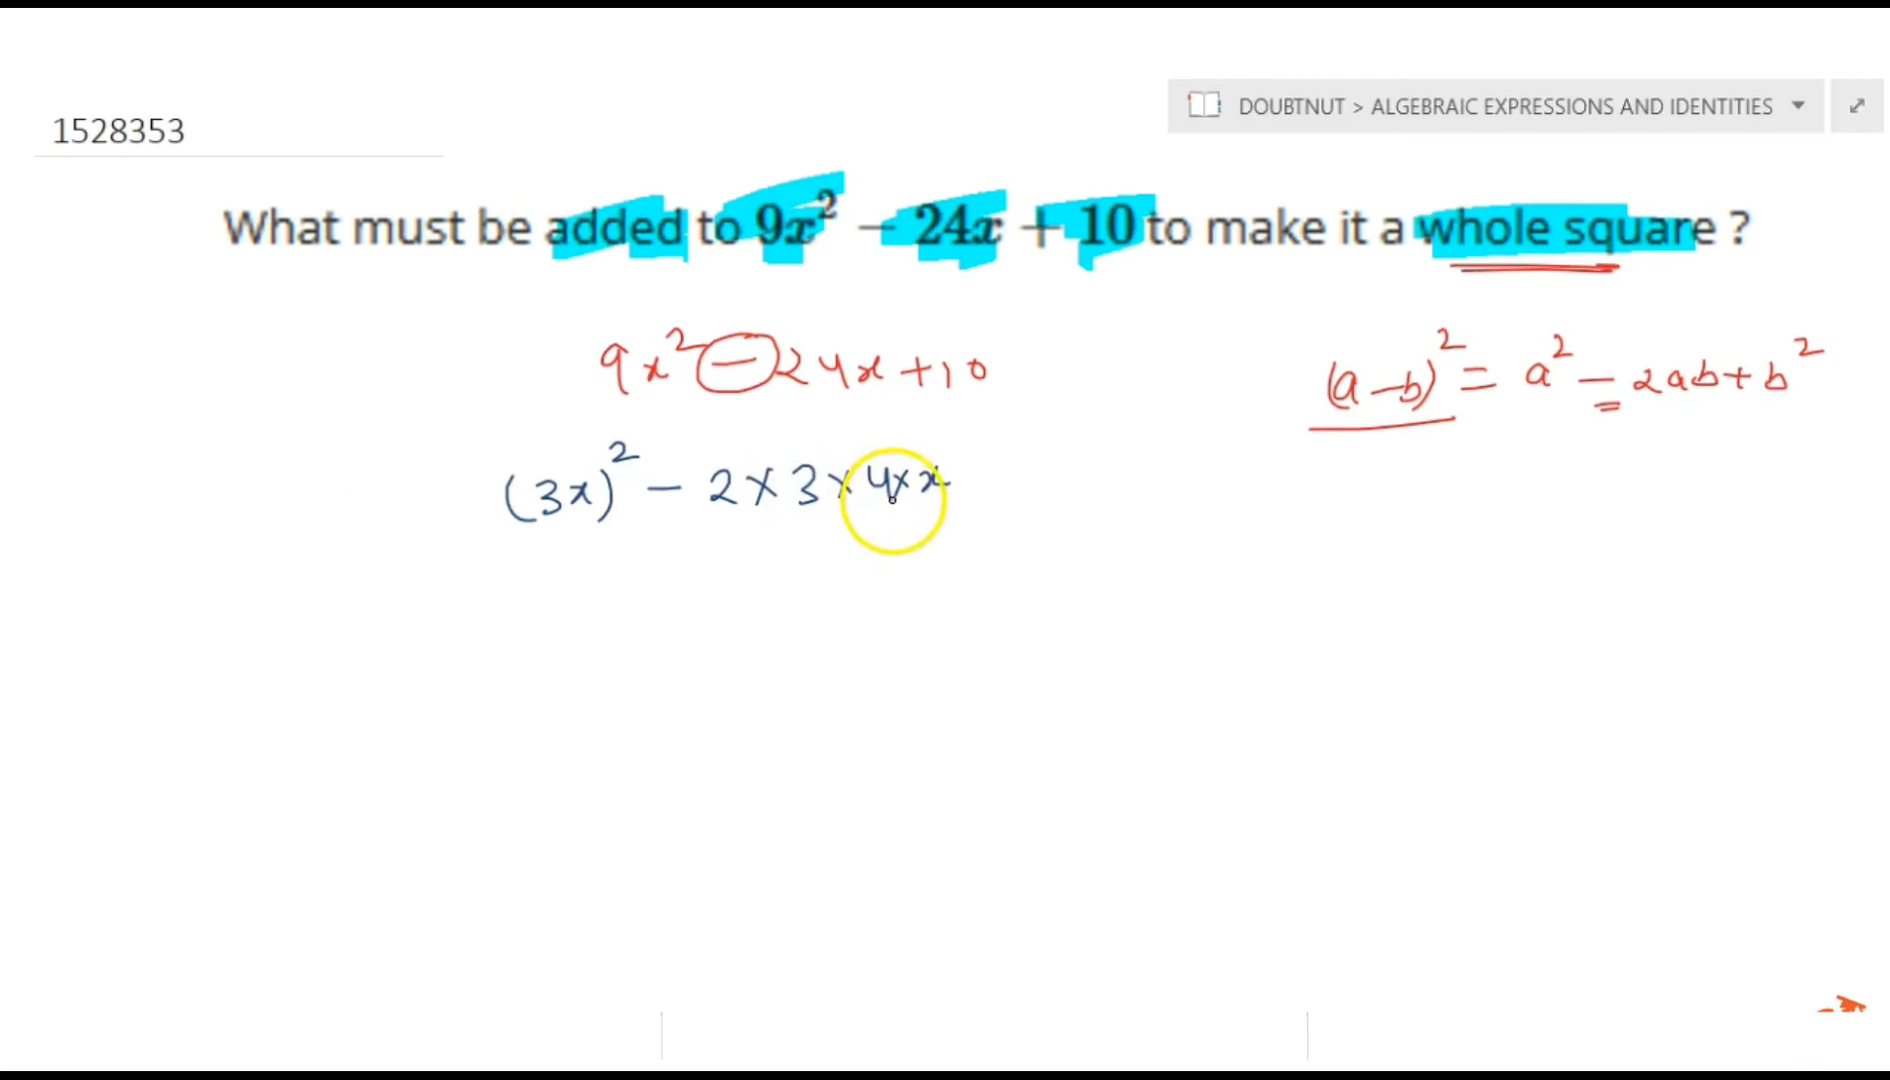 DOUBTNUT > ALGEBRAIC EXPRESSIONS AND IDENTITIES
1528353
What must be added to 9x² − 24x + 10 to make it a whole square ?
9x² − 24x + 10
(a − b)² = a² − 2ab + b²
(3x)² − 2 × 3 × 4 × x